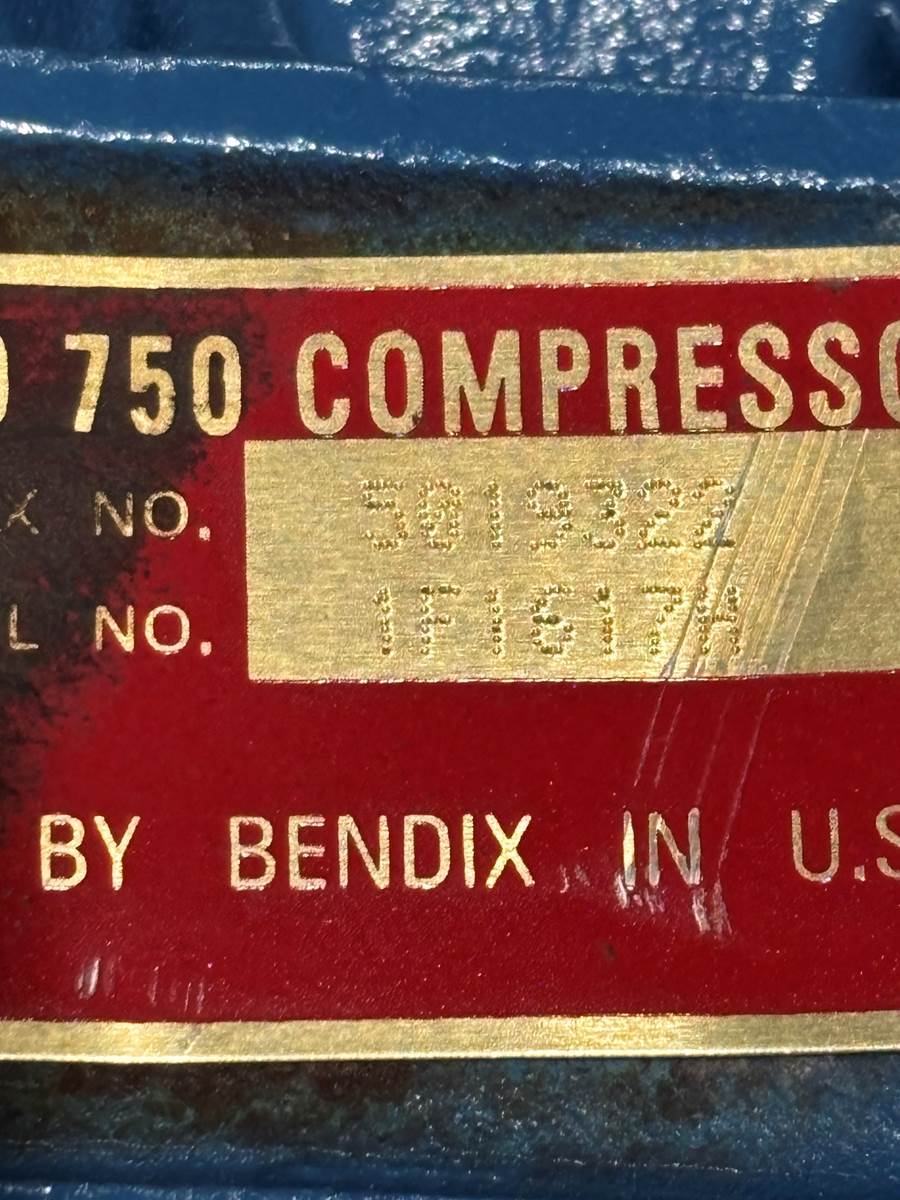 750 COMPRESSO
X NO. 5019322
L NO. 1F1617A
BY BENDIX IN U.S